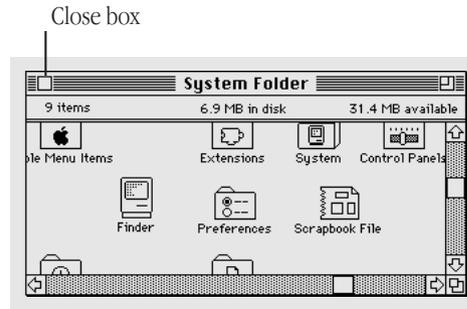 Close box
System Folder
9 items 6.9 MB in disk 31.4 MB available
ple Menu Items Extensions System Control Panels
Finder Preferences Scrapbook File